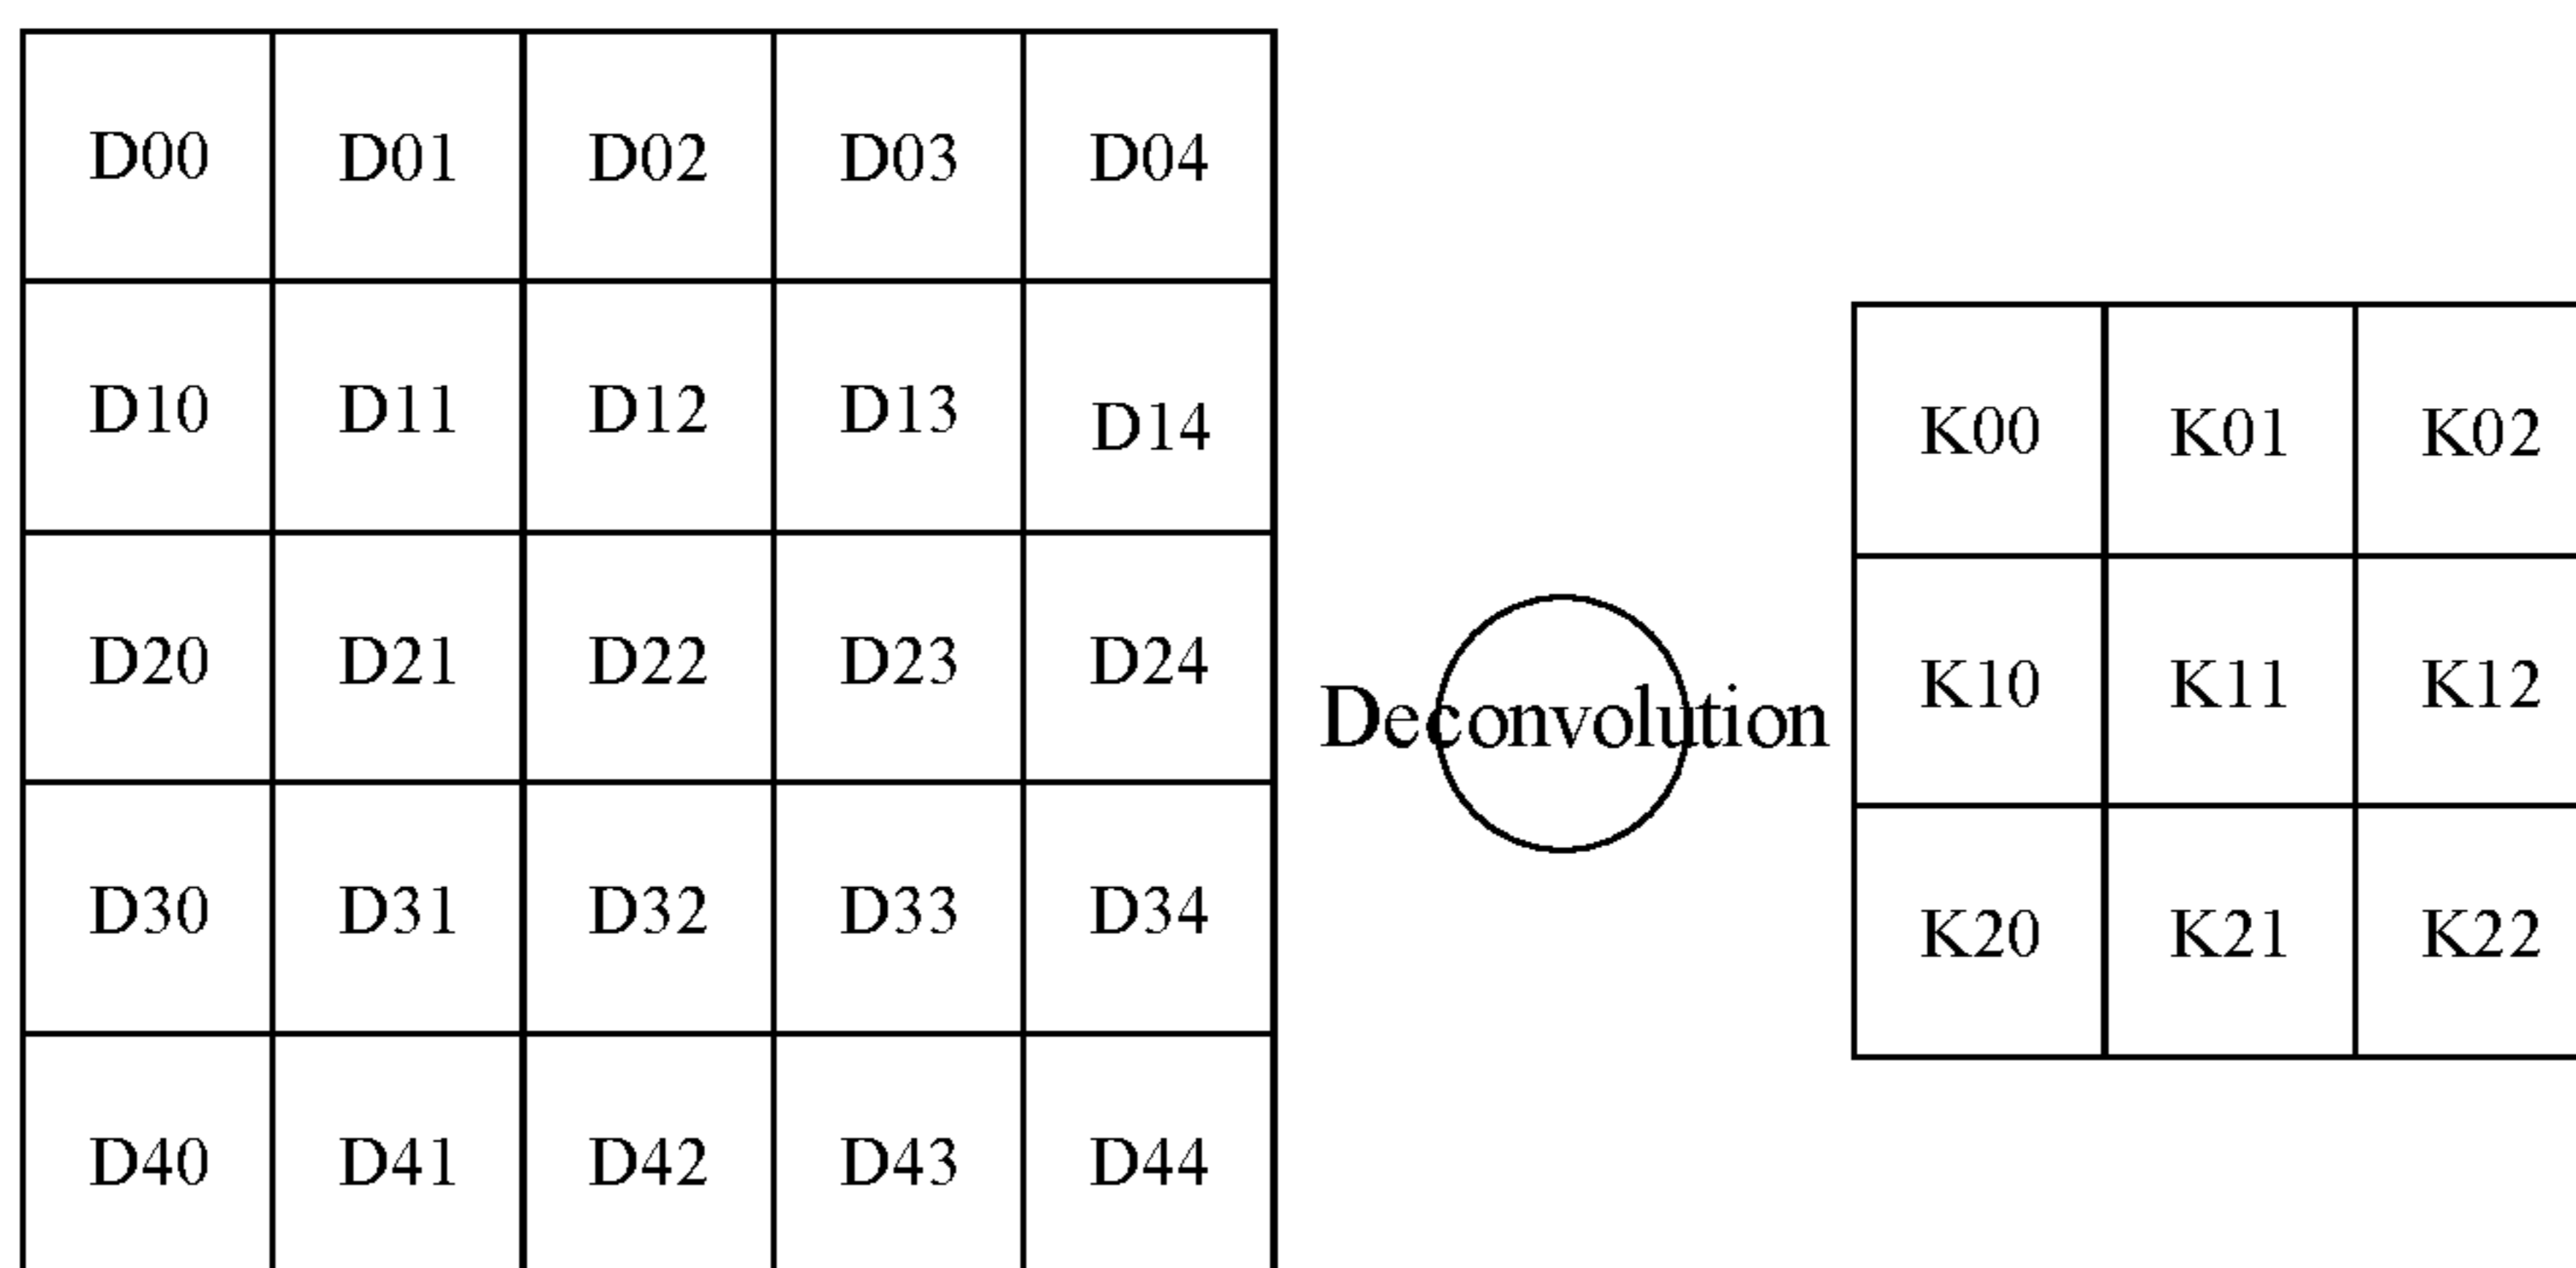 D00 D01 D02 D03 D04
D10 D11 D12 D13 D14
D20 D21 D22 D23 D24
D30 D31 D32 D33 D34
D40 D41 D42 D43 D44
Deconvolution
K00 K01 K02
K10 K11 K12
K20 K21 K22